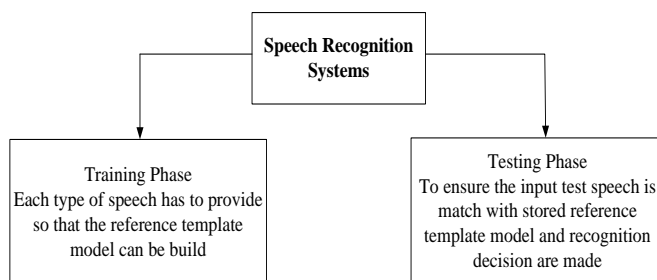 Speech Recognition
Systems
Training Phase
Each type of speech has to provide
so that the reference template
model can be build
Testing Phase
To ensure the input test speech is
match with stored reference
template model and recognition
decision are made